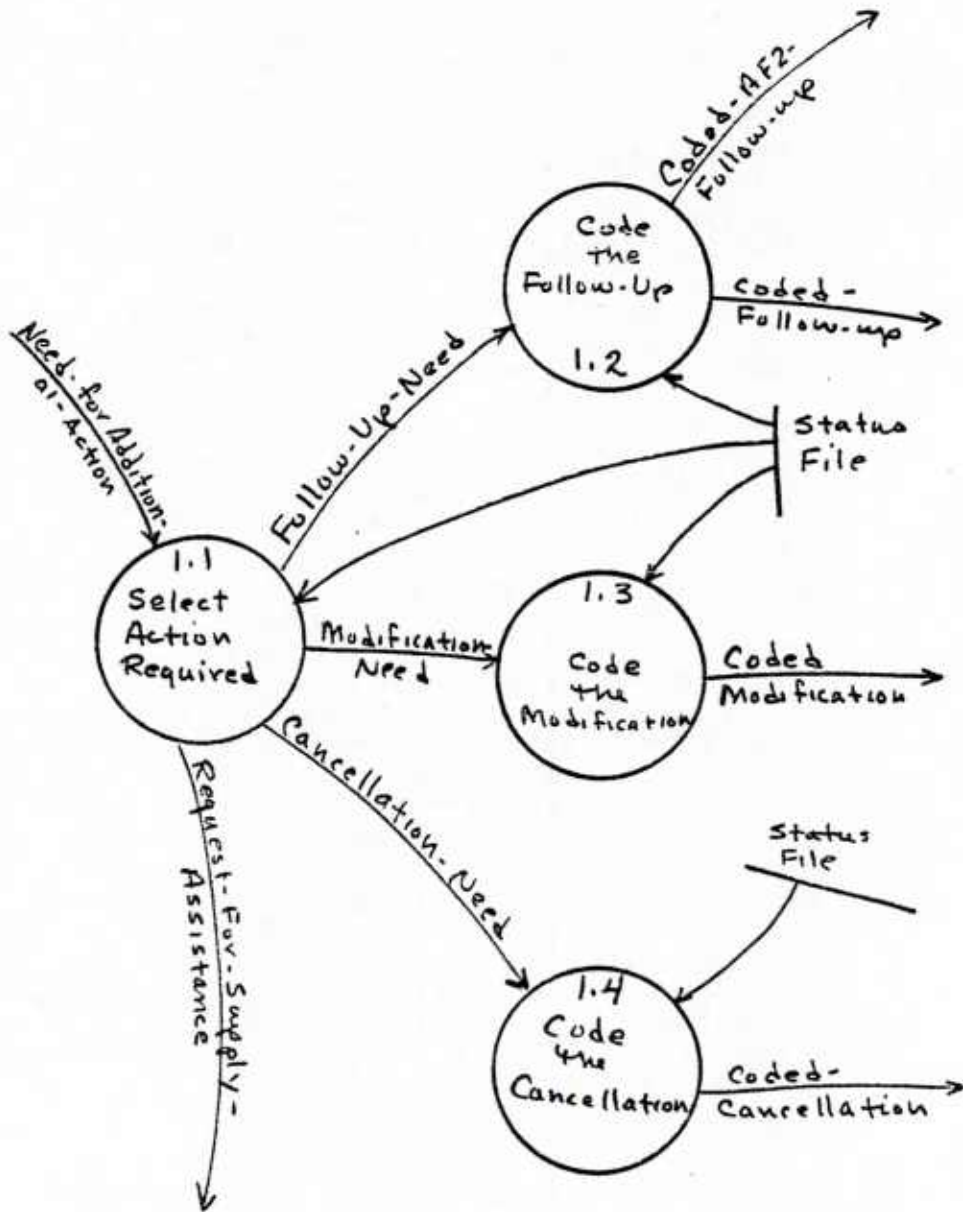 Coded-AF2-
Follow-up
Code
the
Follow-Up
1.2
Coded-
Follow-up
Need-for Addition-
al-Action
Follow-Up-Need
Status
File
1.1
Select
Action
Required
Modification-
Need
1.3
Code
the
Modification
Coded
Modification
Cancellation-Need
Request-For-Supply-
Assistance
Status
File
1.4
Code
the
Cancellation
Coded-
Cancellation